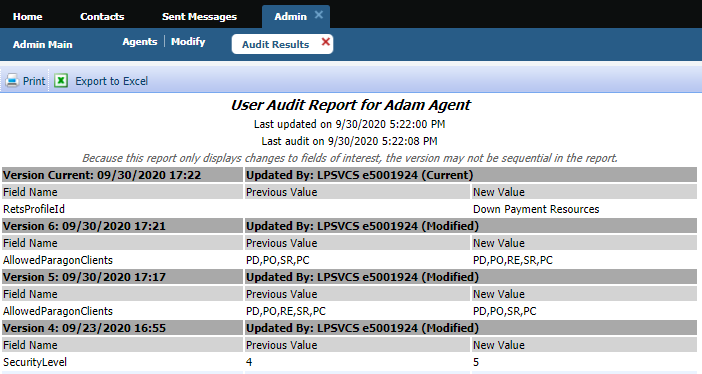 Home Contacts Sent Messages Admin ×
Admin Main Agents | Modify Audit Results ×
Print Export to Excel
User Audit Report for Adam Agent
Last updated on 9/30/2020 5:22:00 PM
Last audit on 9/30/2020 5:22:08 PM
Because this report only displays changes to fields of interest, the version may not be sequential in the report.
Version Current: 09/30/2020 17:22 Updated By: LPSVCS e5001924 (Current)
Field Name Previous Value New Value
RetsProfileId Down Payment Resources
Version 6: 09/30/2020 17:21 Updated By: LPSVCS e5001924 (Modified)
Field Name Previous Value New Value
AllowedParagonClients PD,PO,SR,PC PD,PO,RE,SR,PC
Version 5: 09/30/2020 17:17 Updated By: LPSVCS e5001924 (Modified)
Field Name Previous Value New Value
AllowedParagonClients PD,PO,RE,SR,PC PD,PO,SR,PC
Version 4: 09/23/2020 16:55 Updated By: LPSVCS e5001924 (Modified)
Field Name Previous Value New Value
SecurityLevel 4 5